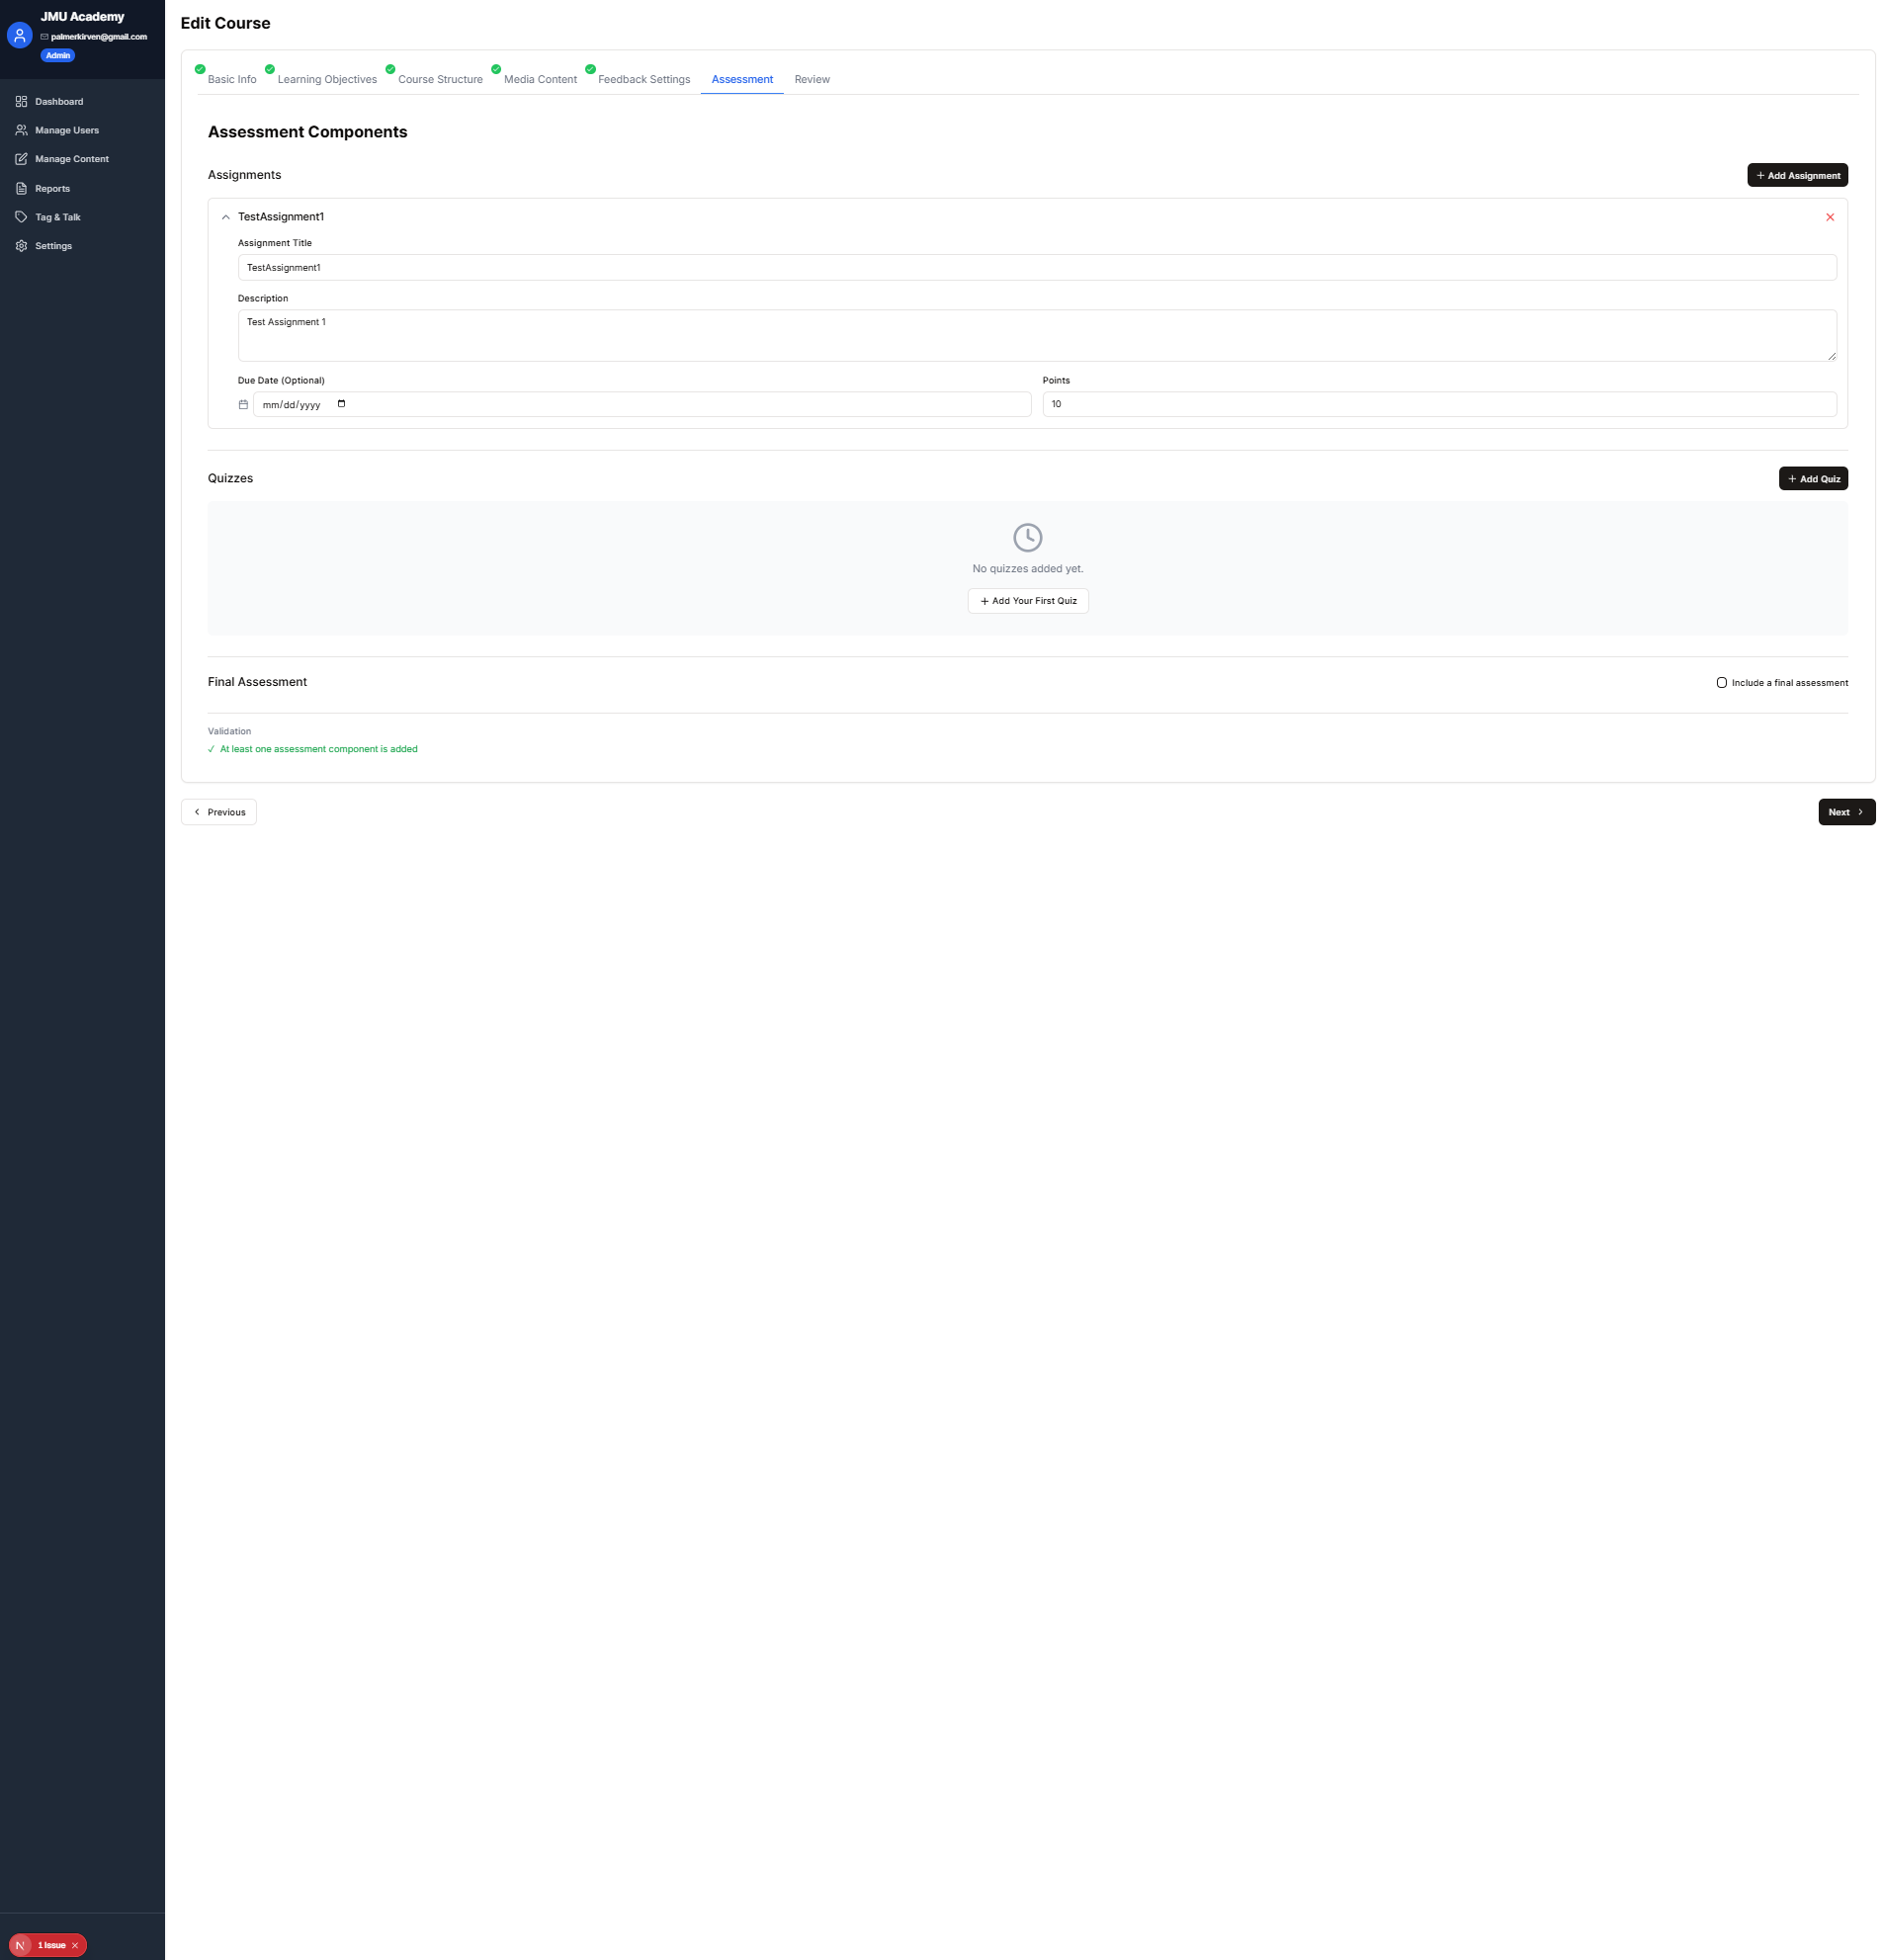 JMU Academy
palmerkirven@gmail.com
Admin
Dashboard
Manage Users
Manage Content
Reports
Tag & Talk
Settings
N
1 Issue
Edit Course
Basic Info
Learning Objectives
Course Structure
Media Content
Feedback Settings
Assessment
Review
Assessment Components
Assignments
+ Add Assignment
TestAssignment1
Assignment Title
TestAssignment1
Description
Test Assignment 1
Due Date (Optional)
Points
mm/dd/yyyy
10
Quizzes
+ Add Quiz
No quizzes added yet.
+ Add Your First Quiz
Final Assessment
Include a final assessment
Validation
✓ At least one assessment component is added
Previous
Next